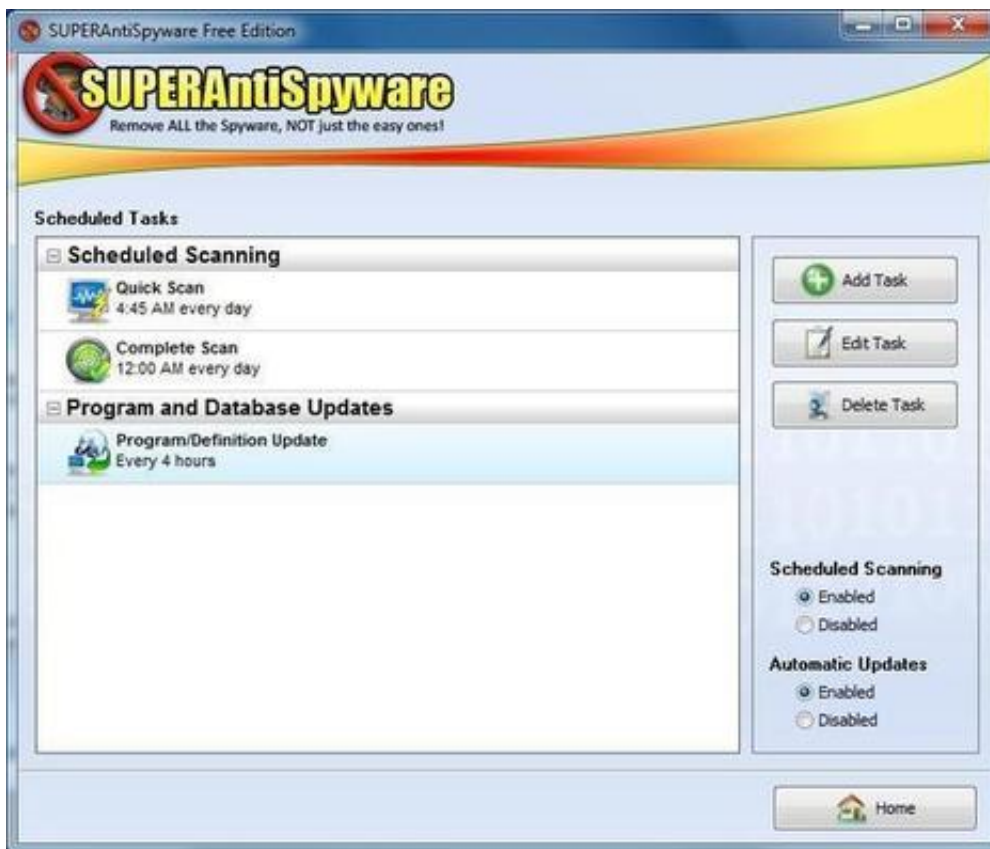 SUPERAntiSpyware Free Edition
SUPERAntiSpyware
Remove ALL the Spyware, NOT just the easy ones!
Scheduled Tasks
Scheduled Scanning
Quick Scan
4:45 AM every day
Complete Scan
12:00 AM every day
Program and Database Updates
Program/Definition Update
Every 4 hours
Add Task
Edit Task
Delete Task
10101
Scheduled Scanning
Enabled
Disabled
Automatic Updates
Enabled
Disabled
Home